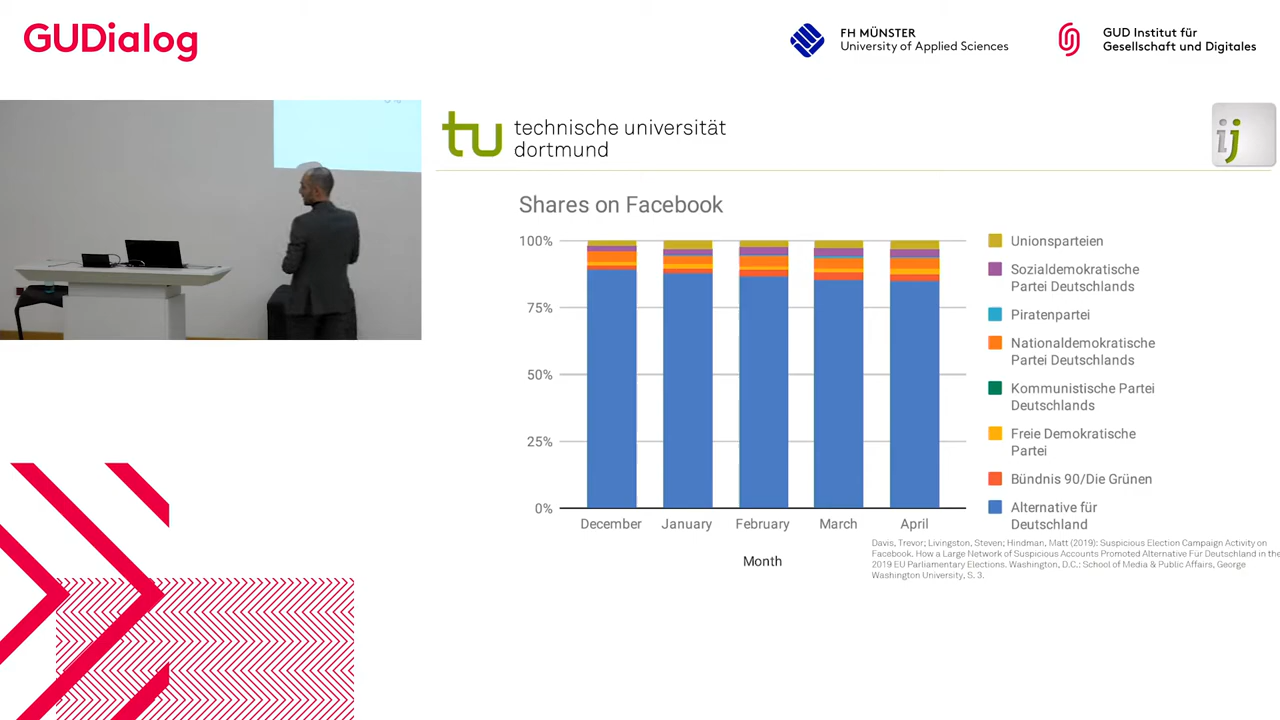 GUDialog
FH MÜNSTER
University of Applied Sciences
GUD Institut für
Gesellschaft und Digitales
tu technische universität
dortmund
ij
Shares on Facebook
100%
75%
50%
25%
0%
December January February March April
Month
Unionsparteien
Sozialdemokratische
Partei Deutschlands
Piratenpartei
Nationaldemokratische
Partei Deutschlands
Kommunistische Partei
Deutschlands
Freie Demokratische
Partei
Bündnis 90/Die Grünen
Alternative für
Deutschland
Davis, Trevor; Livingston, Steven; Hindman, Matt (2019): Suspicious Election Campaign Activity on
Facebook. How a Large Network of Suspicious Accounts Promoted Alternative Für Deutschland in the
2019 EU Parliamentary Elections. Washington, D.C.: School of Media & Public Affairs, George
Washington University, S. 3.